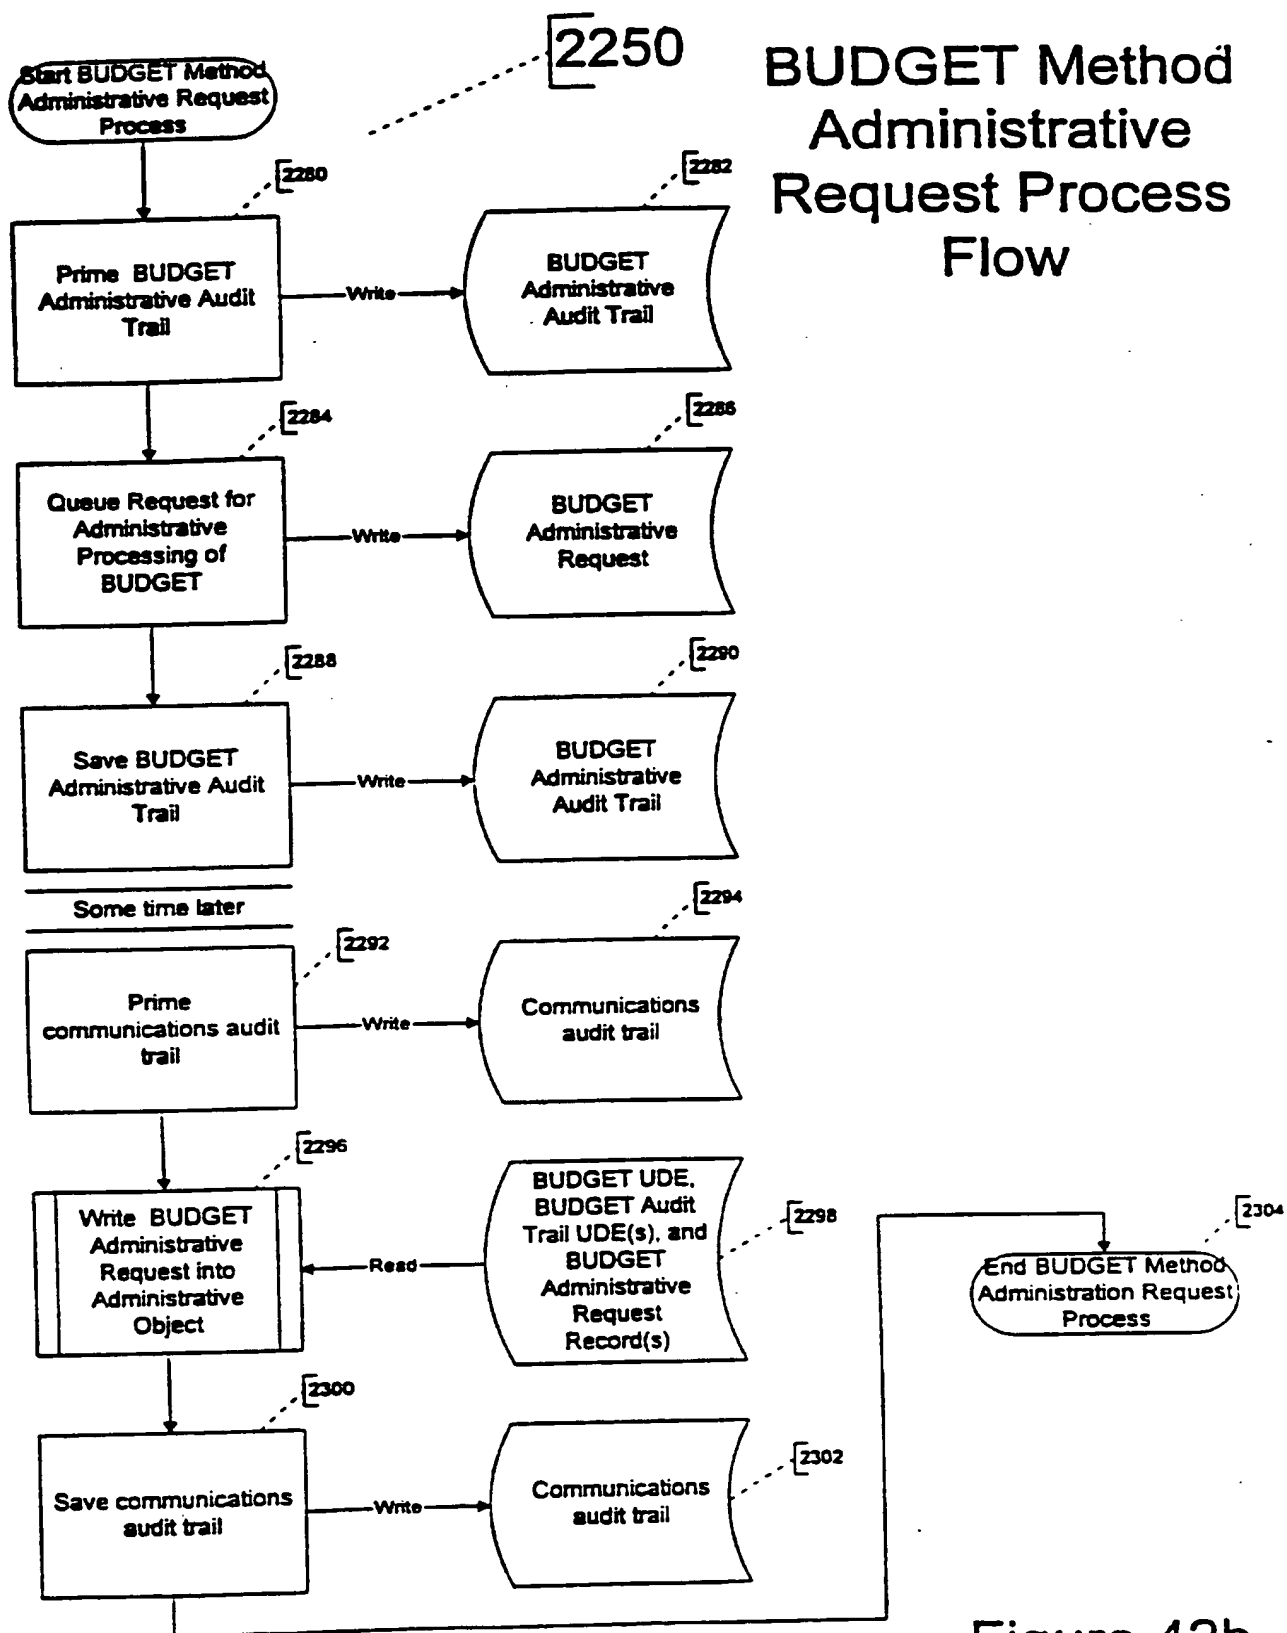 2250
BUDGET Method
Administrative
Request Process
Flow
Start BUDGET Method
Administrative Request
Process
2280
Prime BUDGET
Administrative Audit
Trail
Write
2282
BUDGET
Administrative
Audit Trail
2284
Queue Request for
Administrative
Processing of
BUDGET
Write
2286
BUDGET
Administrative
Request
2288
Save BUDGET
Administrative Audit
Trail
Write
2290
BUDGET
Administrative
Audit Trail
Some time later
2292
Prime
communications audit
trail
Write
2294
Communications
audit trail
2296
Write BUDGET
Administrative
Request into
Administrative
Object
Read
BUDGET UDE,
BUDGET Audit
Trail UDE(s), and
BUDGET
Administrative
Request
Record(s)
2298
2300
Save communications
audit trail
Write
Communications
audit trail
2302
2304
End BUDGET Method
Administration Request
Process